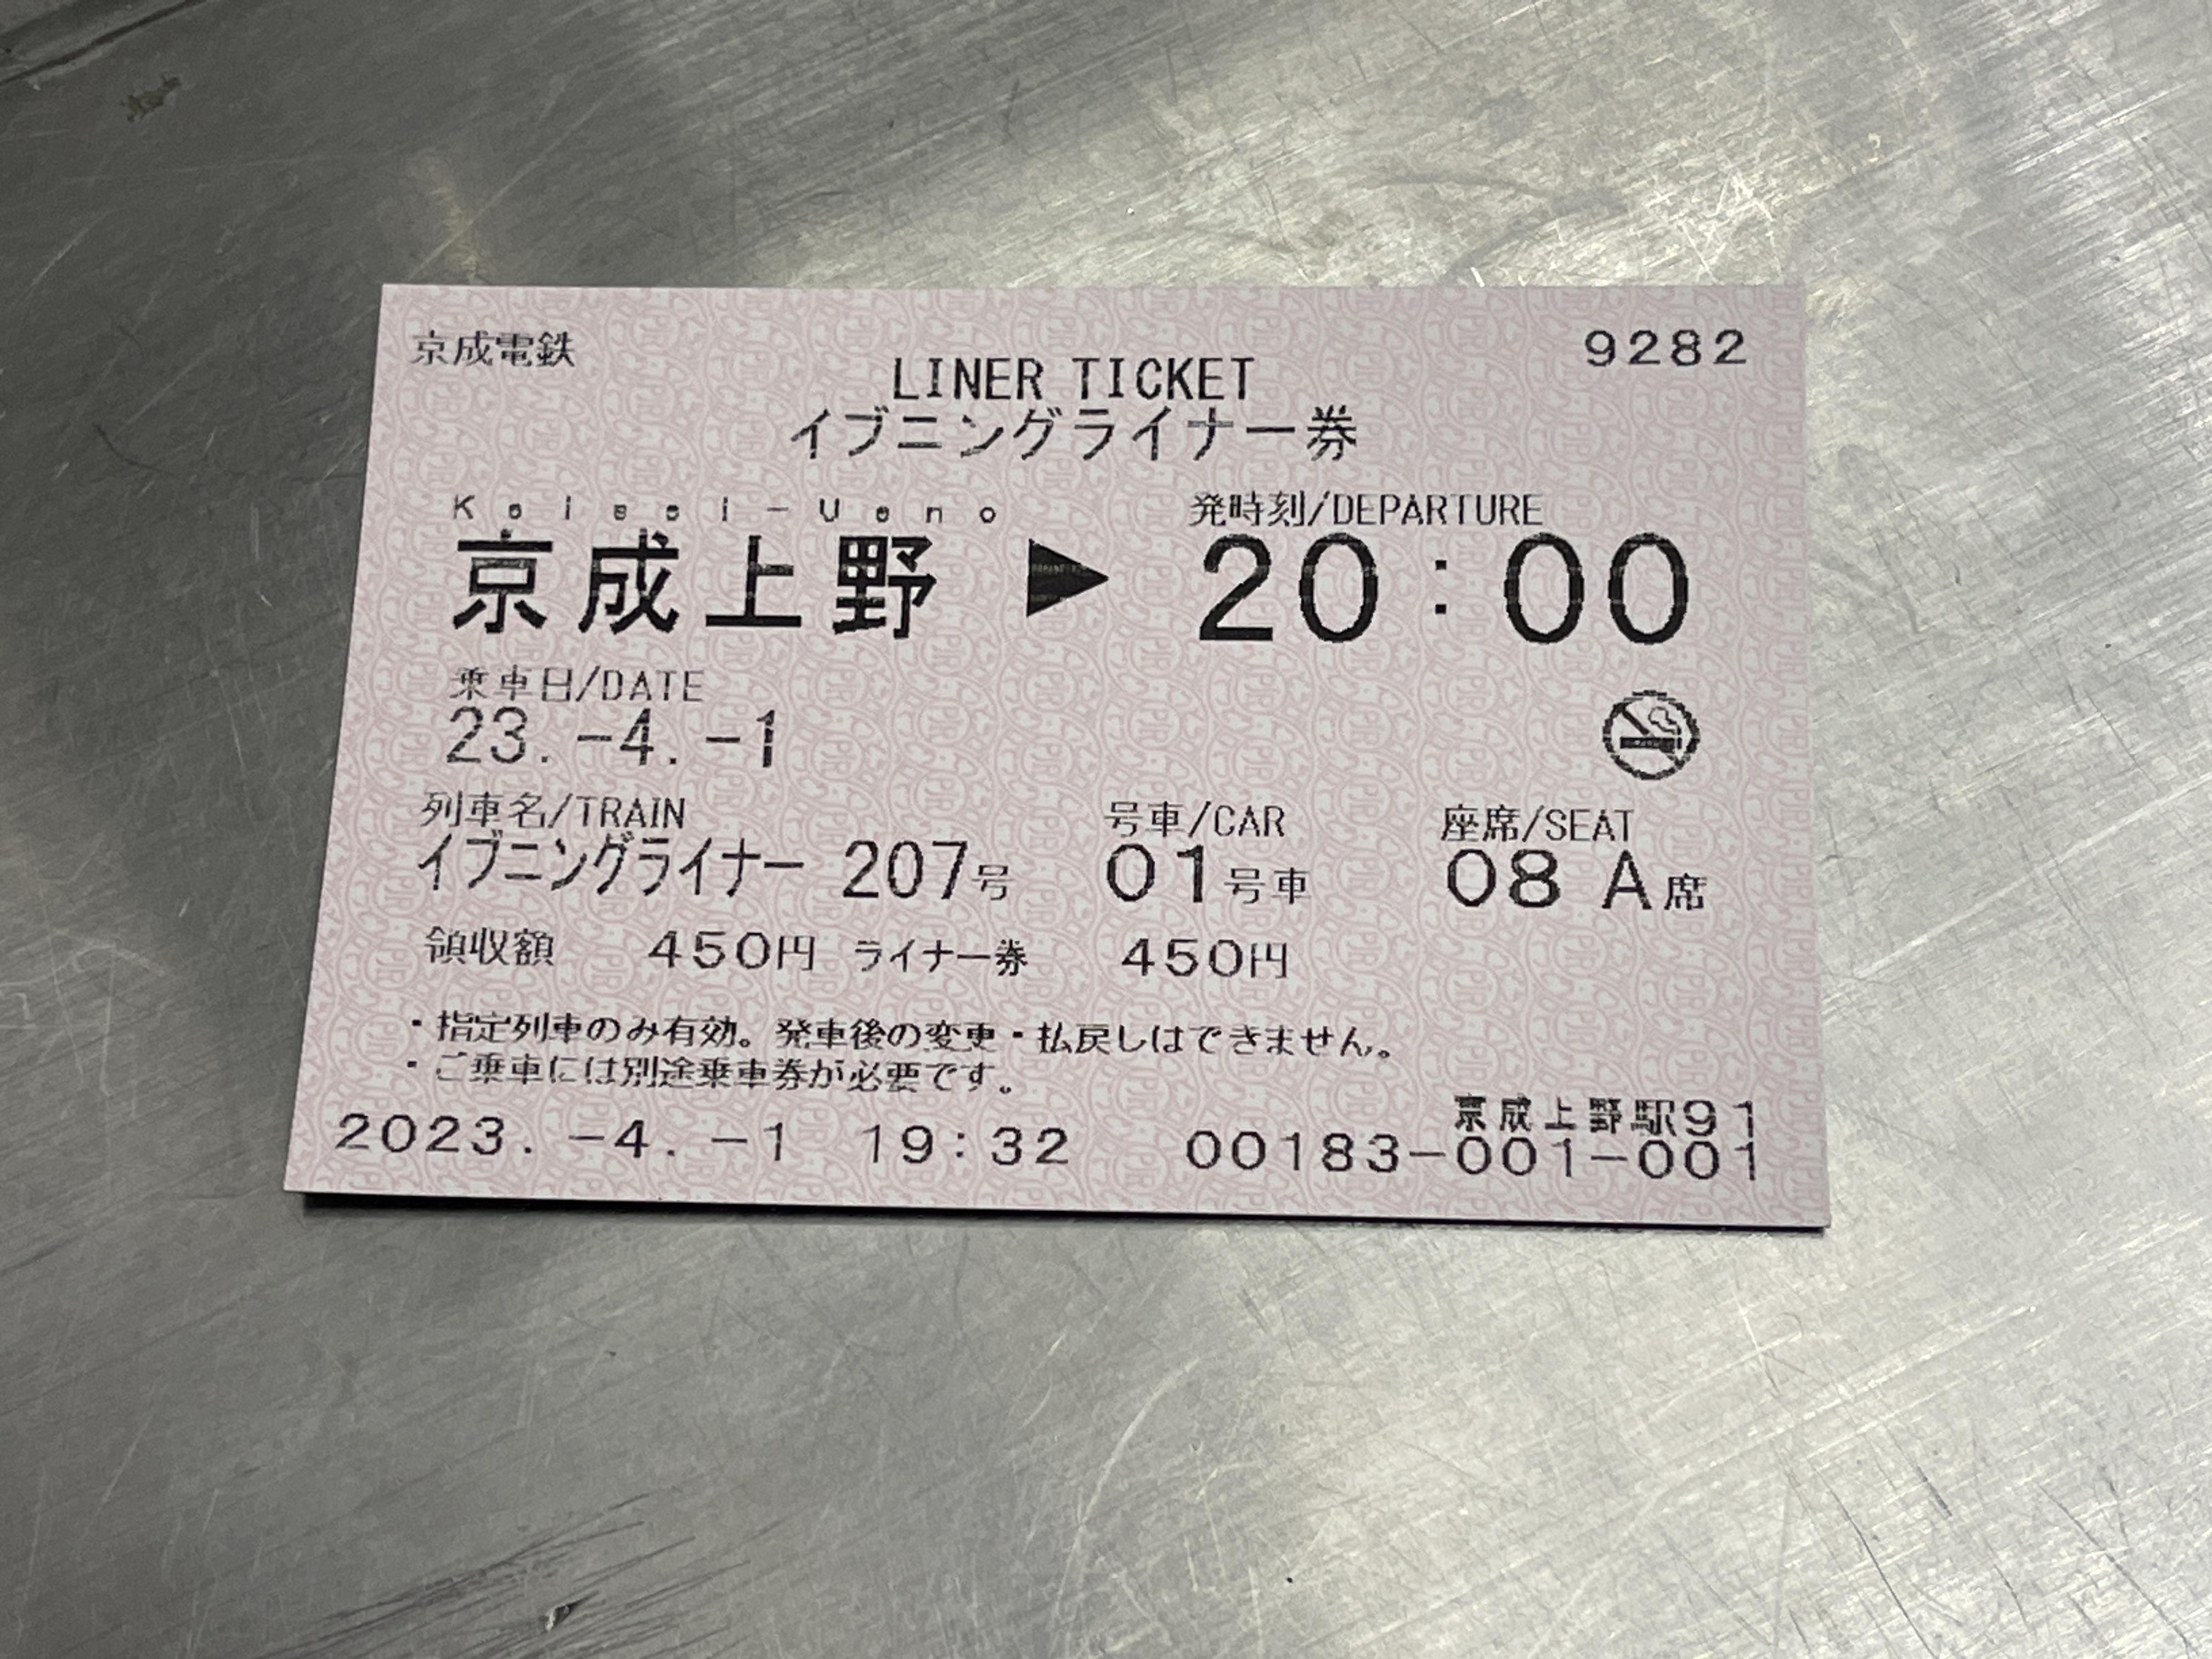 京成電鉄
9282
LINER TICKET
イブニングライナー券
Keisei-Ueno
京成上野 ▶
発時刻/DEPARTURE
20:00
乗車日/DATE
23.-4.-1
列車名/TRAIN
イブニングライナー 207号
号車/CAR
01号車
座席/SEAT
08 A席
領収額 450円 ライナー券 450円
・指定列車のみ有効。発車後の変更・払戻しはできません。
・ご乗車には別途乗車券が必要です。
京成上野駅91
2023.-4.-1 19:32 00183-001-001